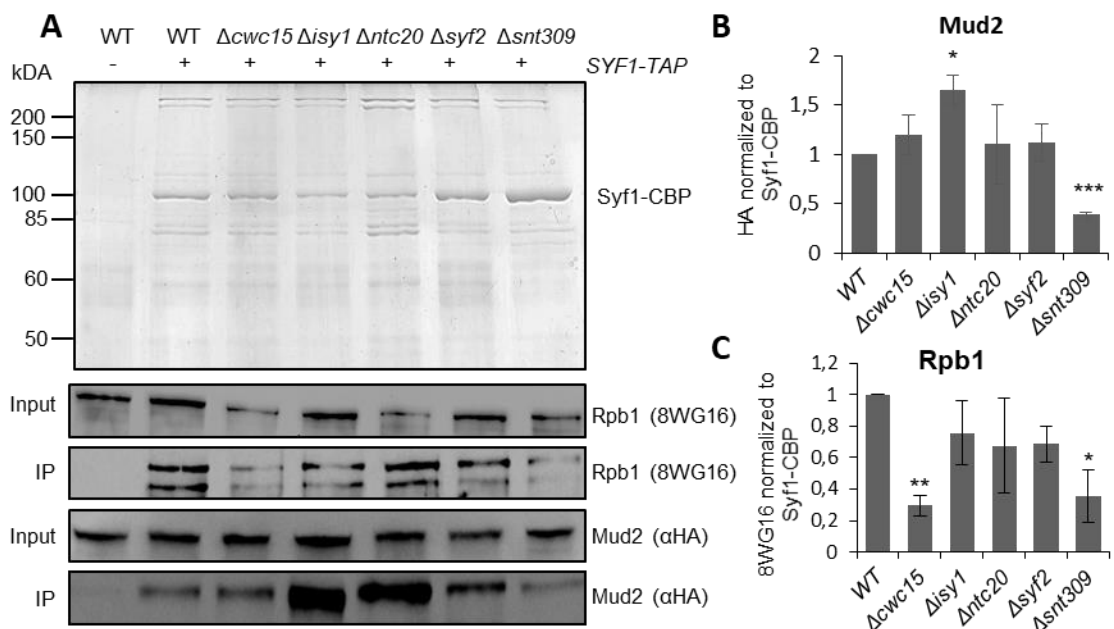 A
WT WT Δcwc15 Δisy1 Δntc20 Δsyf2 Δsnt309
kDA - + + + + + + SYF1-TAP
200
150
100 Syf1-CBP
85
60
50
Input Rpb1 (8WG16)
IP Rpb1 (8WG16)
Input Mud2 (αHA)
IP Mud2 (αHA)
B
Mud2
HA normalized to
Syf1-CBP
2
1,5
1
0,5
0
*
***
WT Δcwc15 Δisy1 Δntc20 Δsyf2 Δsnt309
C
Rpb1
8WG16 normalized to
Syf1-CBP
1,2
1
0,8
0,6
0,4
0,2
0
**
*
WT Δcwc15 Δisy1 Δntc20 Δsyf2 Δsnt309